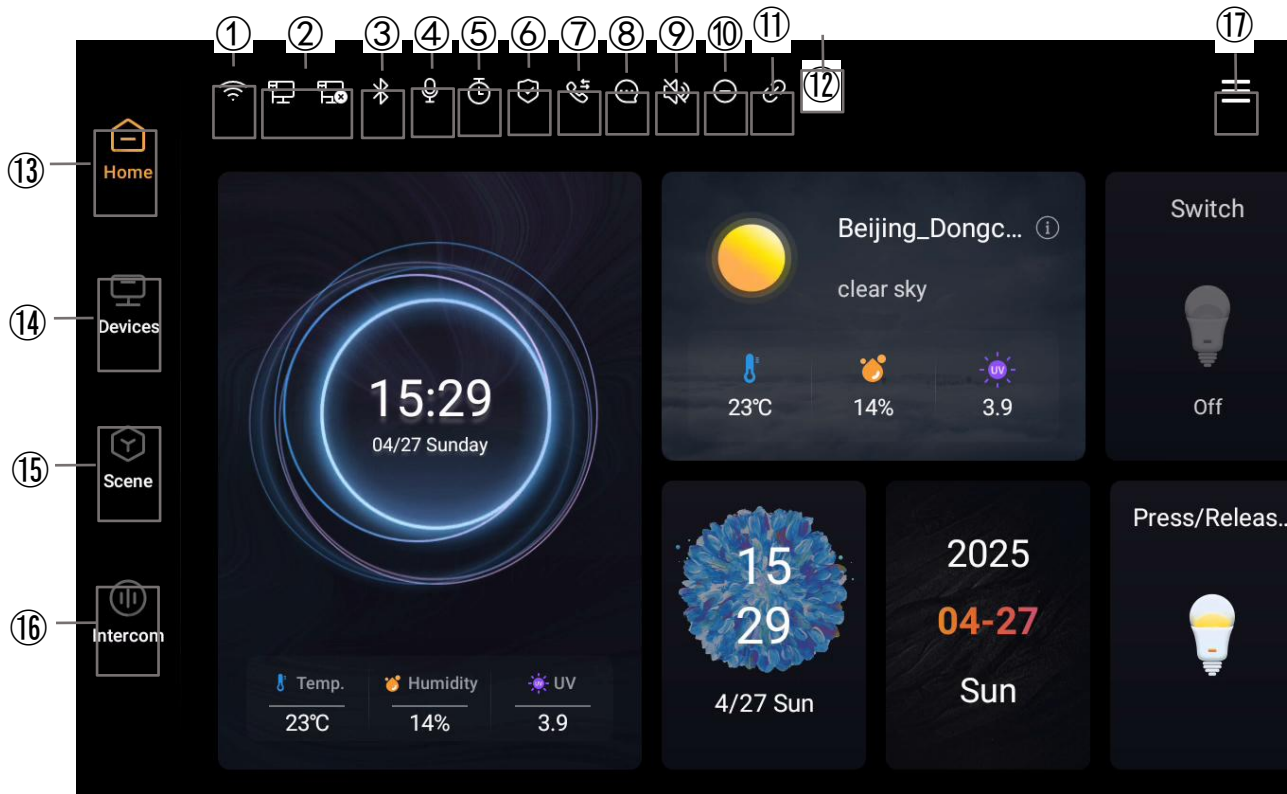 ① ② ③ ④ ⑤ ⑥ ⑦ ⑧ ⑨ ⑩ ⑪ ⑫ ⑰
⑬ Home
⑭ Devices
⑮ Scene
⑯ Intercom
15:29
04/27 Sunday
Temp. Humidity UV
23℃ 14% 3.9
Beijing_Dongc...
clear sky
UV
23℃ 14% 3.9
Switch
Off
15
29
4/27 Sun
2025
04-27
Sun
Press/Releas..